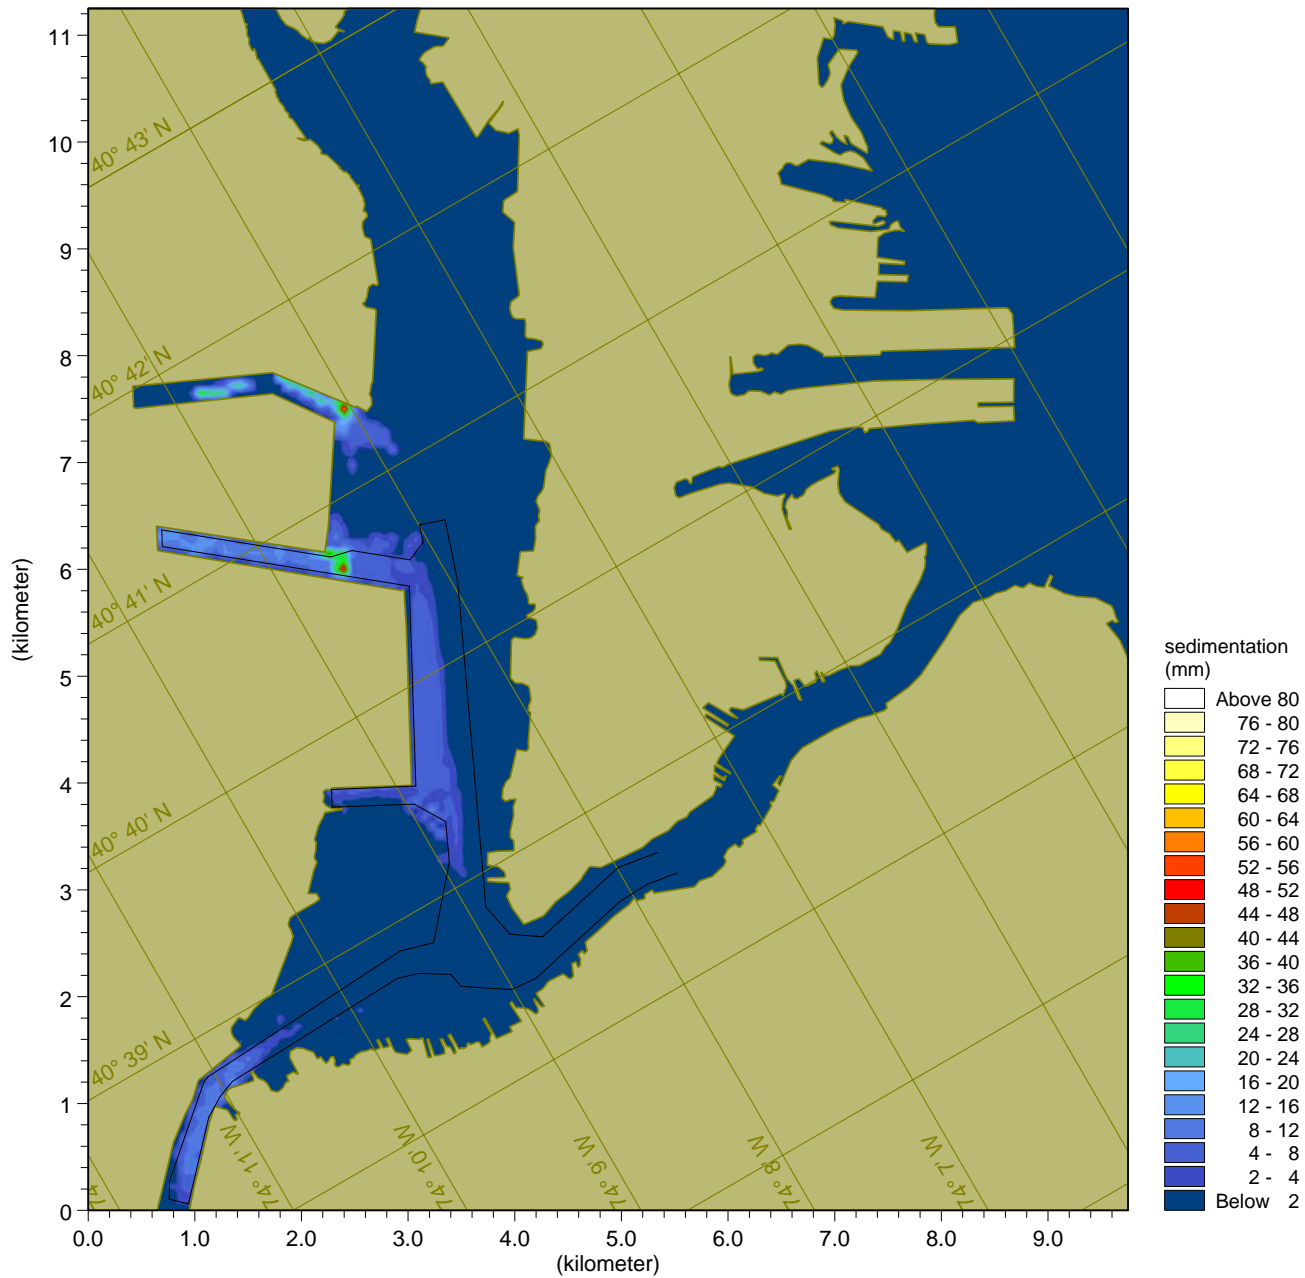 11
10
9
8
7
6
5
4
3
2
1
0
(kilometer)
40° 43' N
40° 42' N
40° 41' N
40° 40' N
40° 39' N
74°
74° 11' W
74° 10' W
74° 9' W
74° 8' W
74° 7' W
0.0 1.0 2.0 3.0 4.0 5.0 6.0 7.0 8.0 9.0
(kilometer)
sedimentation
(mm)
Above 80
76 - 80
72 - 76
68 - 72
64 - 68
60 - 64
56 - 60
52 - 56
48 - 52
44 - 48
40 - 44
36 - 40
32 - 36
28 - 32
24 - 28
20 - 24
16 - 20
12 - 16
8 - 12
4 - 8
2 - 4
Below 2